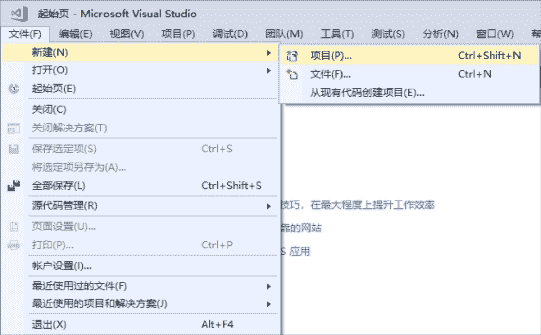 起始页 - Microsoft Visual Studio
文件(F) 编辑(E) 视图(V) 项目(P) 调试(D) 团队(M) 工具(T) 测试(S) 分析(N) 窗口(W)
新建(N)
项目(P)... Ctrl+Shift+N
打开(O)
文件(F)... Ctrl+N
起始页(E)
从现有代码创建项目(E)...
关闭(C)
关闭解决方案(T)
保存选定项(S) Ctrl+S
将选定项另存为(A)...
全部保存(L) Ctrl+Shift+S
源代码管理(R)
技巧，在最大程度上提升工作效率
页面设置(U)...
靠的网站
打印(P)... Ctrl+P
S 应用
帐户设置(I)...
最近使用过的文件(F)
最近使用的项目和解决方案(J)
退出(X) Alt+F4